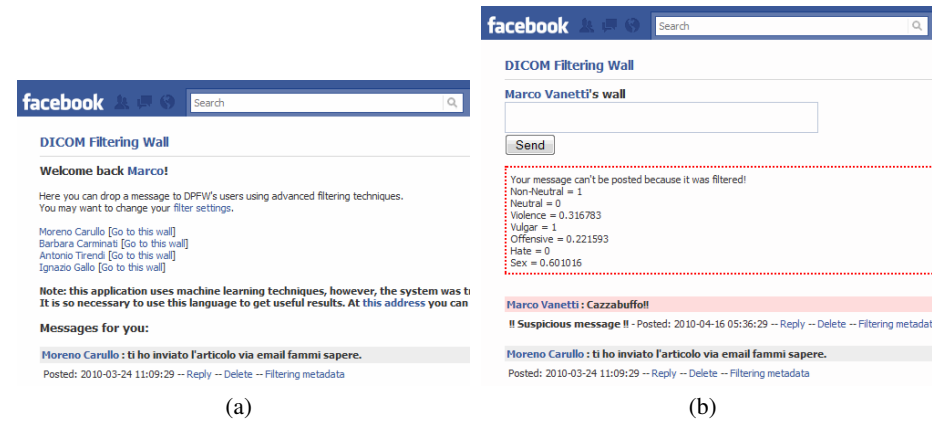 facebook Search
DICOM Filtering Wall
Welcome back Marco!
Here you can drop a message to DPFW's users using advanced filtering techniques.
You may want to change your filter settings.
Moreno Carullo [Go to this wall]
Barbara Carminati [Go to this wall]
Antonio Tirendi [Go to this wall]
Ignazio Gallo [Go to this wall]
Note: this application uses machine learning techniques, however, the system was
It is so necessary to use this language to get useful results. At this address you can
Messages for you:
Moreno Carullo : ti ho inviato l'articolo via email fammi sapere.
Posted: 2010-03-24 11:09:29 -- Reply -- Delete -- Filtering metadata
(a)
facebook Search
DICOM Filtering Wall
Marco Vanetti's wall
Send
Your message can't be posted because it was filtered!
Non-Neutral = 1
Neutral = 0
Violence = 0.316783
Vulgar = 1
Offensive = 0.221593
Hate = 0
Sex = 0.601016
Marco Vanetti : Cazzabuffo!!
!! Suspicious message !! - Posted: 2010-04-16 05:36:29 -- Reply -- Delete -- Filtering metadat
Moreno Carullo : ti ho inviato l'articolo via email fammi sapere.
Posted: 2010-03-24 11:09:29 -- Reply -- Delete -- Filtering metadata
(b)